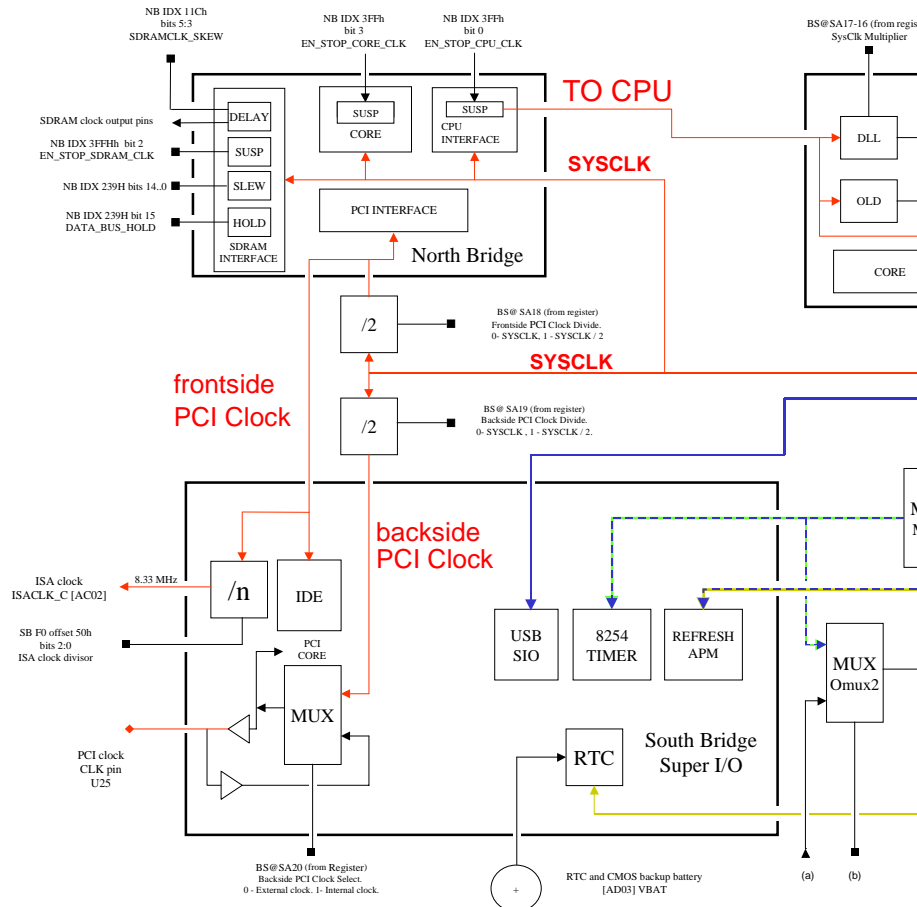 NB IDX 11Ch
bits 5:3
SDRAMCLK_SKEW
NB IDX 3FFh
bit 3
EN_STOP_CORE_CLK
NB IDX 3FFh
bit 0
EN_STOP_CPU_CLK
BS@SA17-16 (from regis
SysClk Multiplier
TO CPU
DELAY
SUSP
SLEW
HOLD
SDRAM
INTERFACE
SUSP
CORE
SUSP
CPU
INTERFACE
SDRAM clock output pins
NB IDX 3FFHh bit 2
EN_STOP_SDRAM_CLK
NB IDX 239H bits 14..0
NB IDX 239H bit 15
DATA_BUS_HOLD
SYSCLK
PCI INTERFACE
North Bridge
DLL
OLD
CORE
/2
BS@ SA18 (from register)
Frontside PCI Clock Divide.
0- SYSCLK, 1 - SYSCLK / 2
SYSCLK
frontside
PCI Clock
/2
BS@ SA19 (from register)
Backside PCI Clock Divide.
0- SYSCLK , 1 - SYSCLK / 2.
backside
PCI Clock
ISA clock
ISACLK_C [AC02]
8.33 MHz
/n
IDE
SB F0 offset 50h
bits 2:0
ISA clock divisor
PCI
CORE
MUX
USB
SIO
8254
TIMER
REFRESH
APM
MUX
Omux2
M
M
PCI clock
CLK pin
U25
RTC
South Bridge
Super I/O
BS@SA20 (from Register)
Backside PCI Clock Select.
0 - External clock. 1- Internal clock.
+
RTC and CMOS backup battery
[AD03] VBAT
(a)
(b)